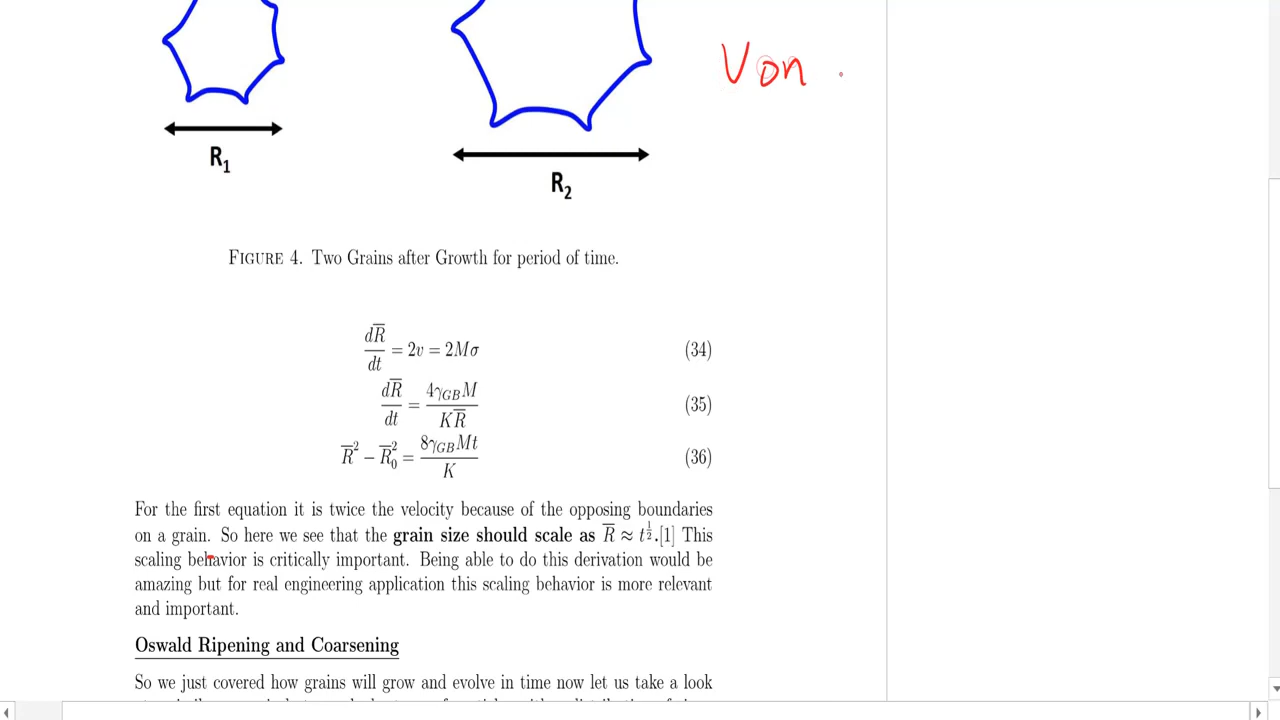 Von
R₁
R₂
FIGURE 4. Two Grains after Growth for period of time.
dR̅/dt = 2v = 2Mσ (34)
dR̅/dt = 4γ_GB M / K R̅ (35)
R̅² − R̅₀² = 8γ_GB Mt / K (36)
For the first equation it is twice the velocity because of the opposing boundaries
on a grain. So here we see that the grain size should scale as R̅ ≈ t^½.[1] This
scaling behavior is critically important. Being able to do this derivation would be
amazing but for real engineering application this scaling behavior is more relevant
and important.
Oswald Ripening and Coarsening
So we just covered how grains will grow and evolve in time now let us take a look